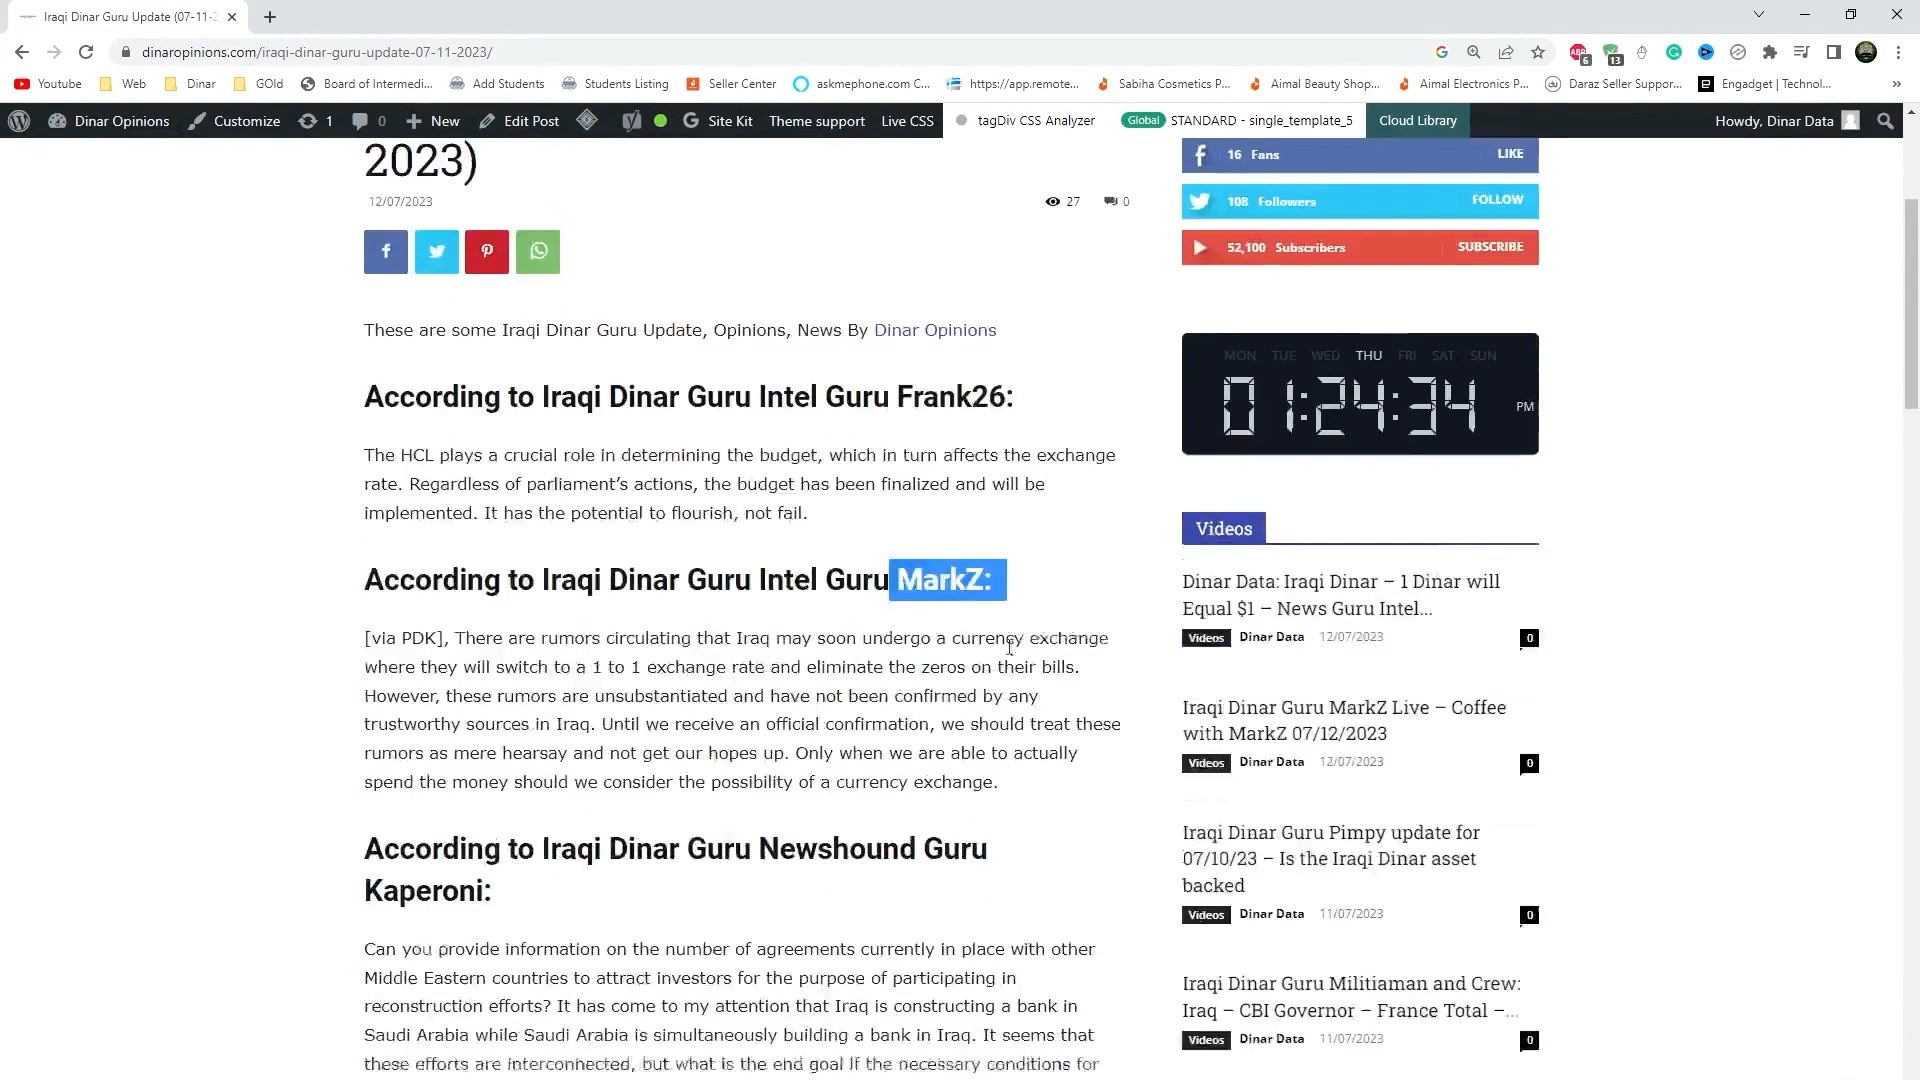 Iraqi Dinar Guru Update (07-11-2
dinaropinions.com/iraqi-dinar-guru-update-07-11-2023/
6
13
Youtube
Web
Dinar
GOld
Board of Intermedi...
Add Students
Students Listing
Seller Center
askmephone.com C...
https://app.remote...
Sabiha Cosmetics P...
Aimal Beauty Shop...
Aimal Electronics P...
Daraz Seller Suppor...
Engadget | Technol...
Dinar Opinions
Customize
1
0
New
Edit Post
Site Kit
Theme support
Live CSS
tagDiv CSS Analyzer
Global
STANDARD - single_template_5
Cloud Library
Howdy, Dinar Data
2023)
12/07/2023
27
0
These are some Iraqi Dinar Guru Update, Opinions, News By Dinar Opinions
According to Iraqi Dinar Guru Intel Guru Frank26:
The HCL plays a crucial role in determining the budget, which in turn affects the exchange
rate. Regardless of parliament’s actions, the budget has been finalized and will be
implemented. It has the potential to flourish, not fail.
According to Iraqi Dinar Guru Intel Guru MarkZ:
[via PDK], There are rumors circulating that Iraq may soon undergo a currency exchange
where they will switch to a 1 to 1 exchange rate and eliminate the zeros on their bills.
However, these rumors are unsubstantiated and have not been confirmed by any
trustworthy sources in Iraq. Until we receive an official confirmation, we should treat these
rumors as mere hearsay and not get our hopes up. Only when we are able to actually
spend the money should we consider the possibility of a currency exchange.
According to Iraqi Dinar Guru Newshound Guru
Kaperoni:
Can you provide information on the number of agreements currently in place with other
Middle Eastern countries to attract investors for the purpose of participating in
reconstruction efforts? It has come to my attention that Iraq is constructing a bank in
Saudi Arabia while Saudi Arabia is simultaneously building a bank in Iraq. It seems that
these efforts are interconnected, but what is the end goal If the necessary conditions for
16 Fans
LIKE
108 Followers
FOLLOW
52,100 Subscribers
SUBSCRIBE
MON TUE WED THU FRI SAT SUN
01:24:34 PM
Videos
Dinar Data: Iraqi Dinar – 1 Dinar will
Equal $1 – News Guru Intel...
Videos Dinar Data 12/07/2023 0
Iraqi Dinar Guru MarkZ Live – Coffee
with MarkZ 07/12/2023
Videos Dinar Data 12/07/2023 0
Iraqi Dinar Guru Pimpy update for
07/10/23 – Is the Iraqi Dinar asset
backed
Videos Dinar Data 11/07/2023 0
Iraqi Dinar Guru Militiaman and Crew:
Iraq – CBI Governor – France Total –...
Videos Dinar Data 11/07/2023 0